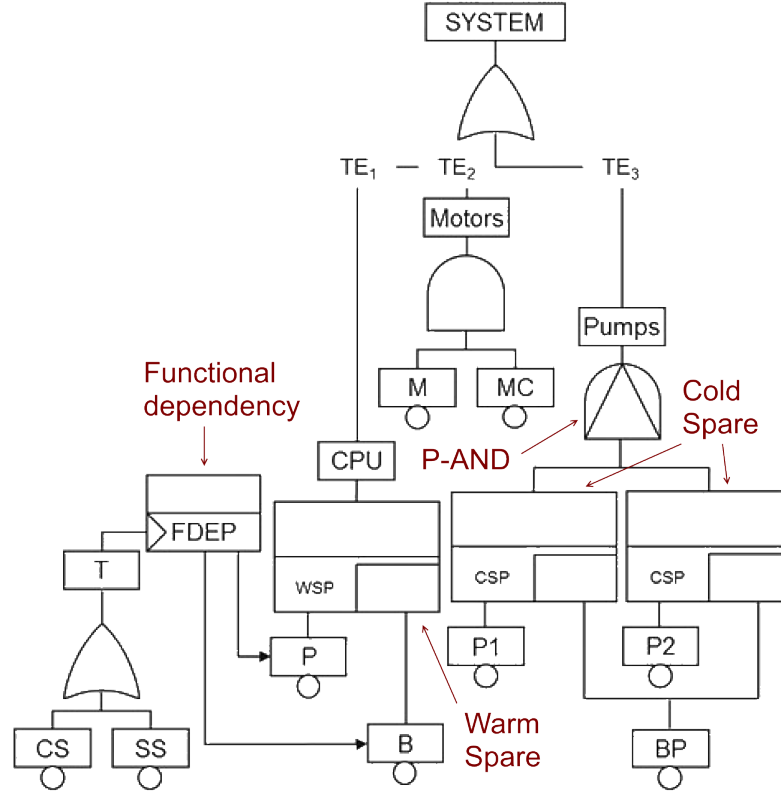 SYSTEM
TE₁
TE₂
TE₃
Motors
Pumps
M
MC
Functional
dependency
Cold
Spare
P-AND
CPU
FDEP
T
WSP
CSP
CSP
P
P1
P2
CS
SS
B
Warm
Spare
BP